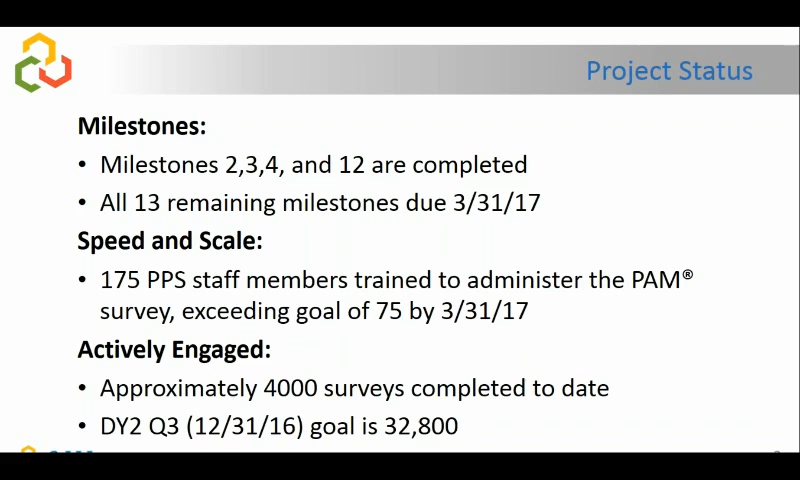 Project Status
Milestones:
• Milestones 2,3,4, and 12 are completed
• All 13 remaining milestones due 3/31/17
Speed and Scale:
• 175 PPS staff members trained to administer the PAM®
survey, exceeding goal of 75 by 3/31/17
Actively Engaged:
• Approximately 4000 surveys completed to date
• DY2 Q3 (12/31/16) goal is 32,800